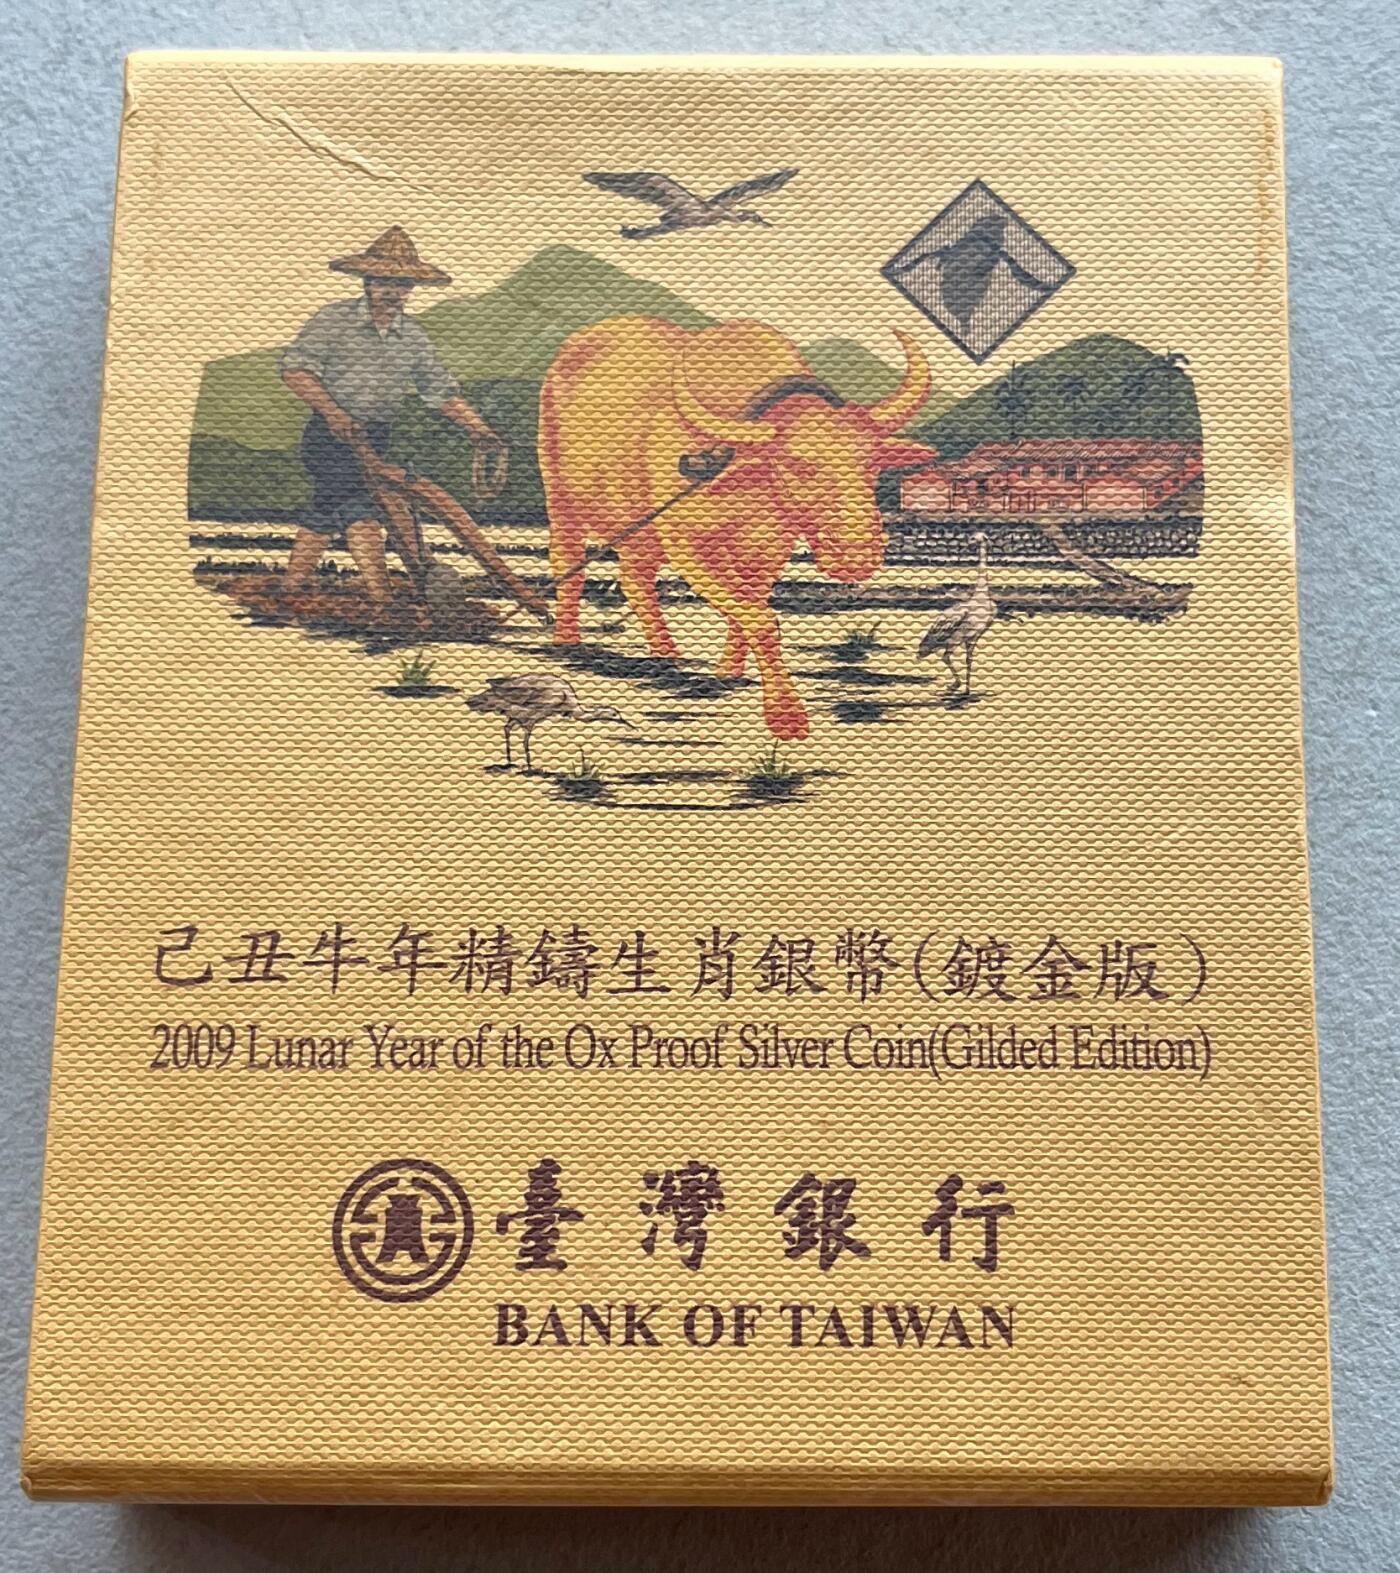 己丑牛年精鑄生肖銀幣(鍍金版)
2009 Lunar Year of the Ox Proof Silver Coin(Gilded Edition)
臺灣銀行
BANK OF TAIWAN